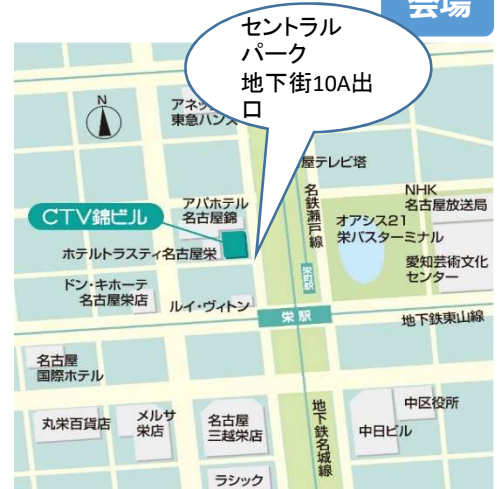 会場
セントラル
パーク
地下街10A出
口
N
アネッ
東急ハンズ
屋テレビ塔
名鉄瀬戸線
NHK
名古屋放送局
オアシス21
栄バスターミナル
愛知芸術文化
センター
CTV錦ビル
アパホテル
名古屋錦
ホテルトラスティ名古屋栄
ドン・キホーテ
名古屋栄店
ルイ・ヴィトン
栄町駅
栄駅
地下鉄東山線
名古屋
国際ホテル
丸栄百貨店
メルサ
栄店
名古屋
三越栄店
ラシック
地下鉄名城線
中日ビル
中区役所